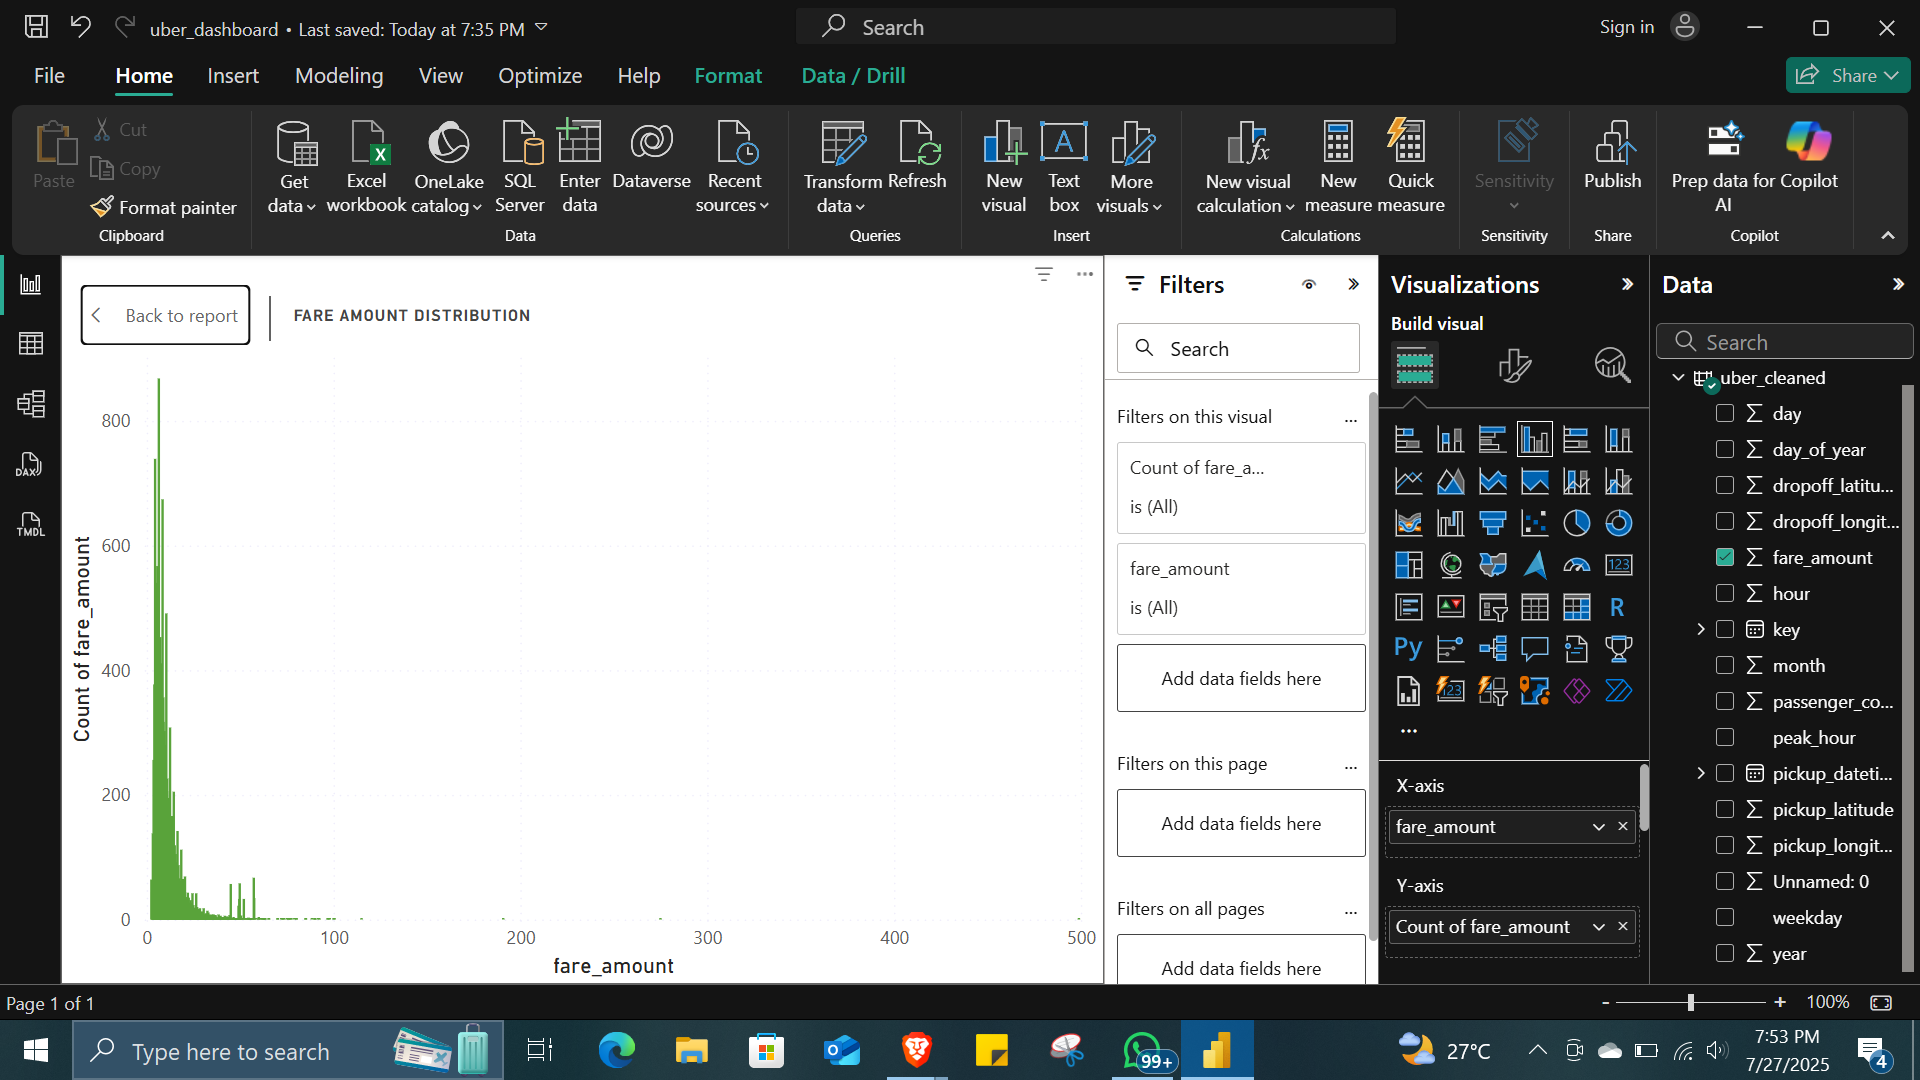 uber_dashboard • Last saved: Today at 7:35 PM
Search
Sign in
File Home Insert Modeling View Optimize Help Format Data / Drill
Share
Paste
Cut
Copy
Format painter
Clipboard
Get data
Excel workbook
OneLake catalog
SQL Server
Enter data
Dataverse
Recent sources
Data
Transform data
Refresh
Queries
New visual
Text box
More visuals
Insert
New visual calculation
New measure
Quick measure
Calculations
Sensitivity
Sensitivity
Publish
Share
Prep data for AI
Copilot
Copilot
DAX
TMDL
Back to report
FARE AMOUNT DISTRIBUTION
Count of fare_amount
800
600
400
200
0
0 100 200 300 400 500
fare_amount
Filters
Search
Filters on this visual ...
Count of fare_a...
is (All)
fare_amount
is (All)
Add data fields here
Filters on this page ...
Add data fields here
Filters on all pages ...
Add data fields here
Visualizations
Build visual
123
R
Py
123
...
X-axis
fare_amount
Y-axis
Count of fare_amount
Data
Search
uber_cleaned
day
day_of_year
dropoff_latitu...
dropoff_longit...
fare_amount
hour
key
month
passenger_co...
peak_hour
pickup_dateti...
pickup_latitude
pickup_longit...
Unnamed: 0
weekday
year
Page 1 of 1
- + 100%
Type here to search
99+
27°C
7:53 PM
7/27/2025
4